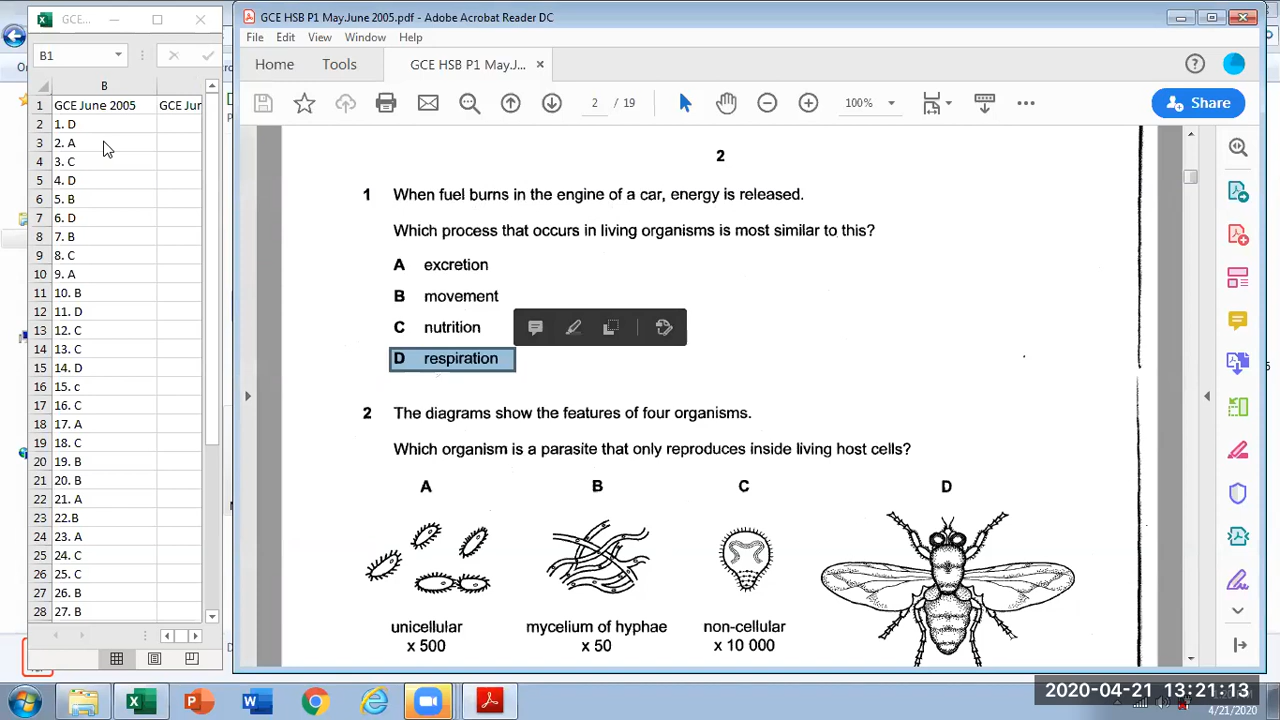 GCE...
B1
B
1 GCE June 2005 GCE Jur
2 1. D
3 2. A
4 3. C
5 4. D
6 5. B
7 6. D
8 7. B
9 8. C
10 9. A
11 10. B
12 11. D
13 12. C
14 13. C
15 14. D
16 15. c
17 16. C
18 17. A
19 18. C
20 19. B
21 20. B
22 21. A
23 22.B
24 23. A
25 24. C
26 25. C
27 26. B
28 27. B
GCE HSB P1 May.June 2005.pdf - Adobe Acrobat Reader DC
File Edit View Window Help
Home Tools GCE HSB P1 May.J... ×
2 / 19 100% Share
2
1 When fuel burns in the engine of a car, energy is released.
Which process that occurs in living organisms is most similar to this?
A excretion
B movement
C nutrition
D respiration
2 The diagrams show the features of four organisms.
Which organism is a parasite that only reproduces inside living host cells?
A B C D
unicellular mycelium of hyphae non-cellular
x 500 x 50 x 10 000
2020-04-21 13:21:13
4/21/2020